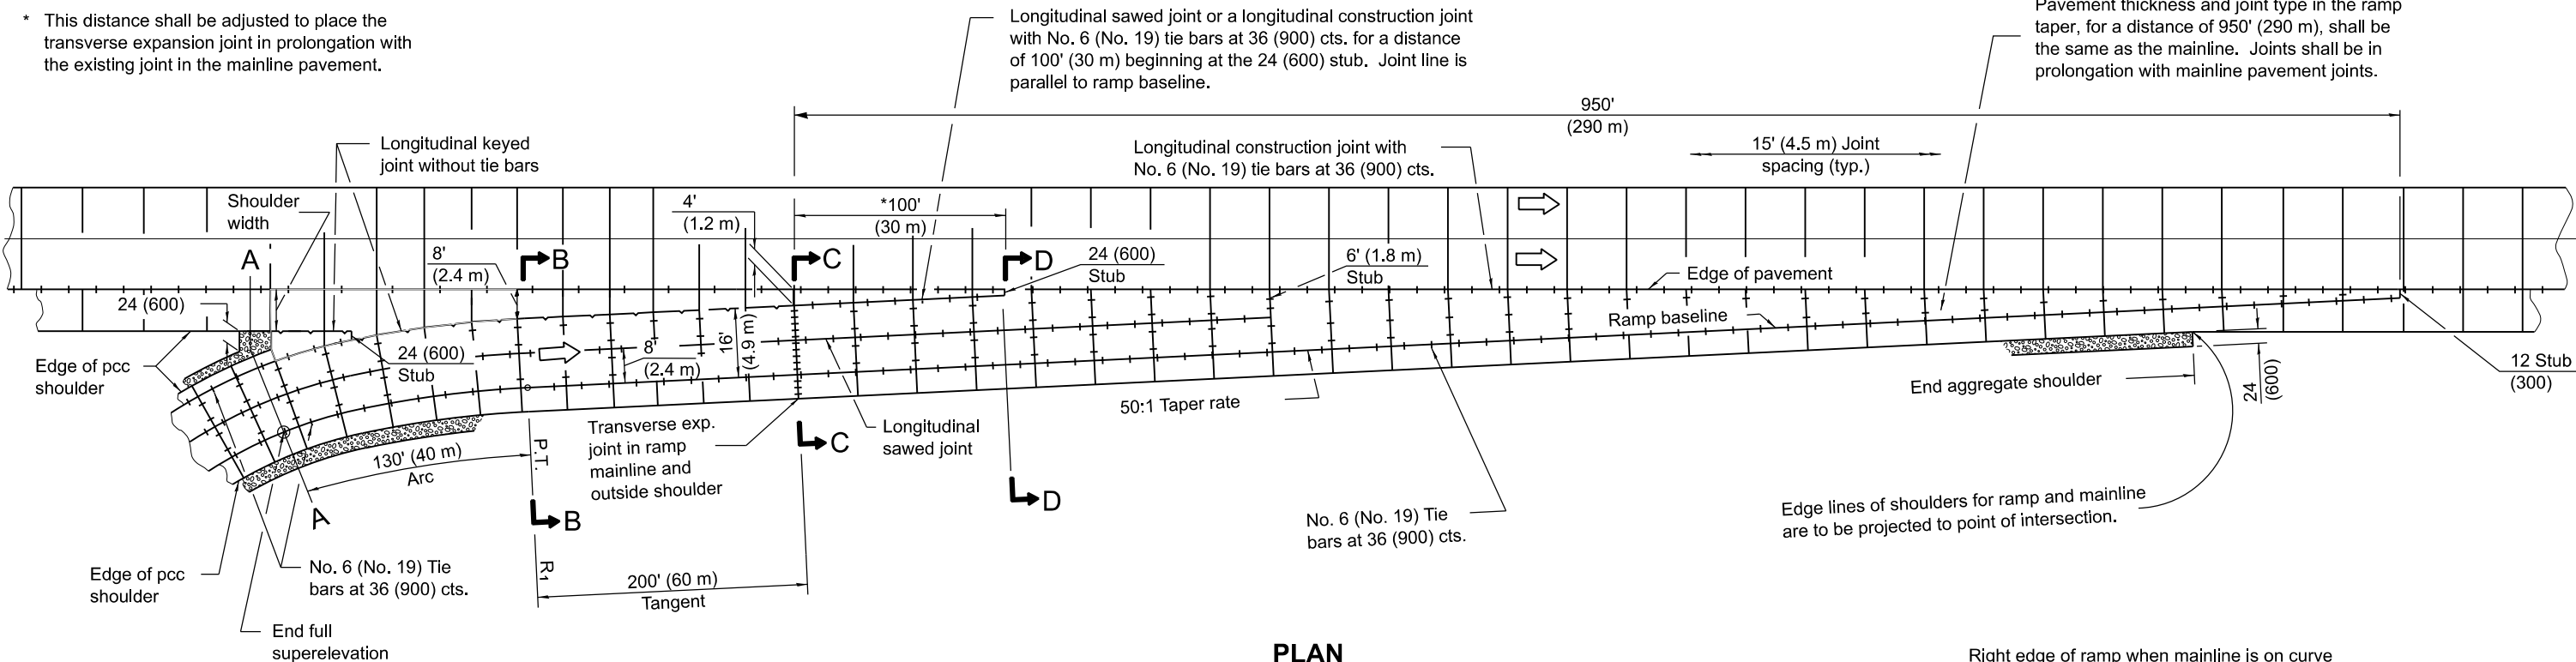 * This distance shall be adjusted to place the
transverse expansion joint in prolongation with
the existing joint in the mainline pavement.
Longitudinal sawed joint or a longitudinal construction joint
with No. 6 (No. 19) tie bars at 36 (900) cts. for a distance
of 100' (30 m) beginning at the 24 (600) stub. Joint line is
parallel to ramp baseline.
Pavement thickness and joint type in the ramp
taper, for a distance of 950' (290 m), shall be
the same as the mainline. Joints shall be in
prolongation with mainline pavement joints.
950'
(290 m)
Longitudinal keyed
joint without tie bars
Longitudinal construction joint with
No. 6 (No. 19) tie bars at 36 (900) cts.
15' (4.5 m) Joint
spacing (typ.)
Shoulder
width
4'
(1.2 m)
*100'
(30 m)
A
8'
(2.4 m)
B
C
D
24 (600)
Stub
6' (1.8 m)
Stub
Edge of pavement
24 (600)
Ramp baseline
Edge of pcc
shoulder
24 (600)
Stub
8'
(2.4 m)
16'
(4.9 m)
12 Stub
(300)
End aggregate shoulder
24
(600)
50:1 Taper rate
Transverse exp.
joint in ramp
mainline and
outside shoulder
C
Longitudinal
sawed joint
130' (40 m)
Arc
P.T.
A
B
D
Edge lines of shoulders for ramp and mainline
are to be projected to point of intersection.
No. 6 (No. 19) Tie
bars at 36 (900) cts.
Edge of pcc
shoulder
No. 6 (No. 19) Tie
bars at 36 (900) cts.
R1
200' (60 m)
Tangent
End full
superelevation
PLAN
Right edge of ramp when mainline is on curve